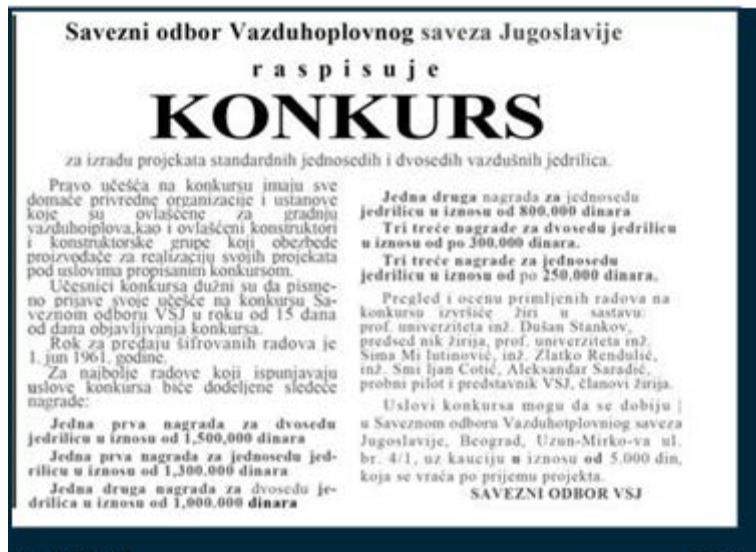 Savezni odbor Vazduhoplovnog saveza Jugoslavije
raspisuje
KONKURS
za izradu projekata standardnih jednosedih i dvosedih vazdušnih jedrilica.
Pravo učešća na konkursu imaju sve
domaće privredne organizacije i ustanove
koje su ovlašćene za gradnju
vazduhoiplova,kao i ovlašćeni konstruktori
i konstruktorske grupe koji obezbede
proizvođače za realizaciju svojih projekata
pod uslovima propisanim konkursom.
Učesnici konkursa dužni su da pisme-
no prijave svoje učešće na konkursu Sa-
veznom odboru VSJ u roku od 15 dana
od dana objavljivanja konkursa.
Rok za predaju šifrovanih radova je
1. jun 1961. godine.
Za najbolje radove koji ispunjavaju
uslove konkursa biće dodeljene sledeće
nagrade:
Jedna prva nagrada za dvosedu
jedrilicu u iznosu od 1,500,000 dinara
Jedna prva nagrada za jednosedu jed-
rilicu u iznosu od 1,300.000 dinara
Jedna druga nagrada za dvosedu je-
drilica u iznosu od 1,000.000 dinara
Jedna druga nagrada za jednosedu
jedrilicu u iznosu od 800.000 dinara
Tri treće nagrade za dvosedu jedrilicu
u iznosu od po 300.000 dinara.
Tri treće nagrade za jednosedu
jedrilicu u iznosu od po 250.000 dinara.
Pregled i ocenu primljenih radova na
konkursu izvršiće žiri u sastavu:
prof. univerziteta inž. Dušan Stankov,
predsed nik žirija, prof. univerziteta inž.
Sima Mi lutinović, inž. Zlatko Rendulić,
inž. Smi ljan Cotić, Aleksandar Saradić,
probni pilot i predstavnik VSJ, članovi žirija.
Uslovi konkursa mogu da se dobiju
u Saveznom odboru Vazduhotplovniog saveza
Jugoslavije, Beograd, Uzun-Mirko-va ul.
br. 4/1, uz kauciju u iznosu od 5.000 din,
koja se vraća po prijemu projekta.
SAVEZNI ODBOR VSJ